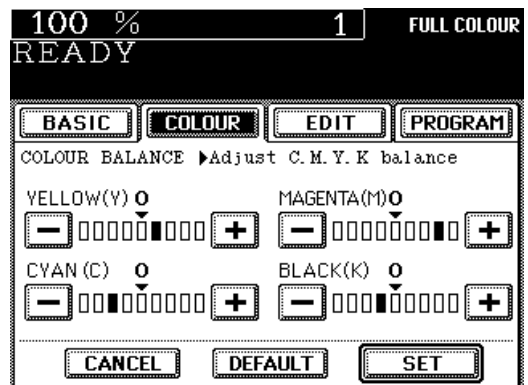 100 % 1 FULL COLOUR
READY
BASIC COLOUR EDIT PROGRAM
COLOUR BALANCE ▶Adjust C.M.Y.K balance
YELLOW(Y) 0 MAGENTA(M) 0
− +  − +
CYAN (C) 0 BLACK(K) 0
− +  − +
CANCEL DEFAULT SET